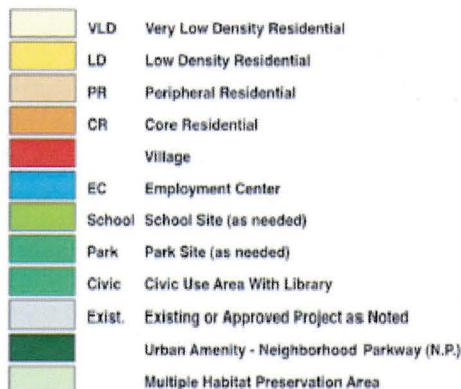 VLD Very Low Density Residential
LD Low Density Residential
PR Peripheral Residential
CR Core Residential
Village
EC Employment Center
School School Site (as needed)
Park Park Site (as needed)
Civic Civic Use Area With Library
Exist. Existing or Approved Project as Noted
Urban Amenity - Neighborhood Parkway (N.P.)
Multiple Habitat Preservation Area